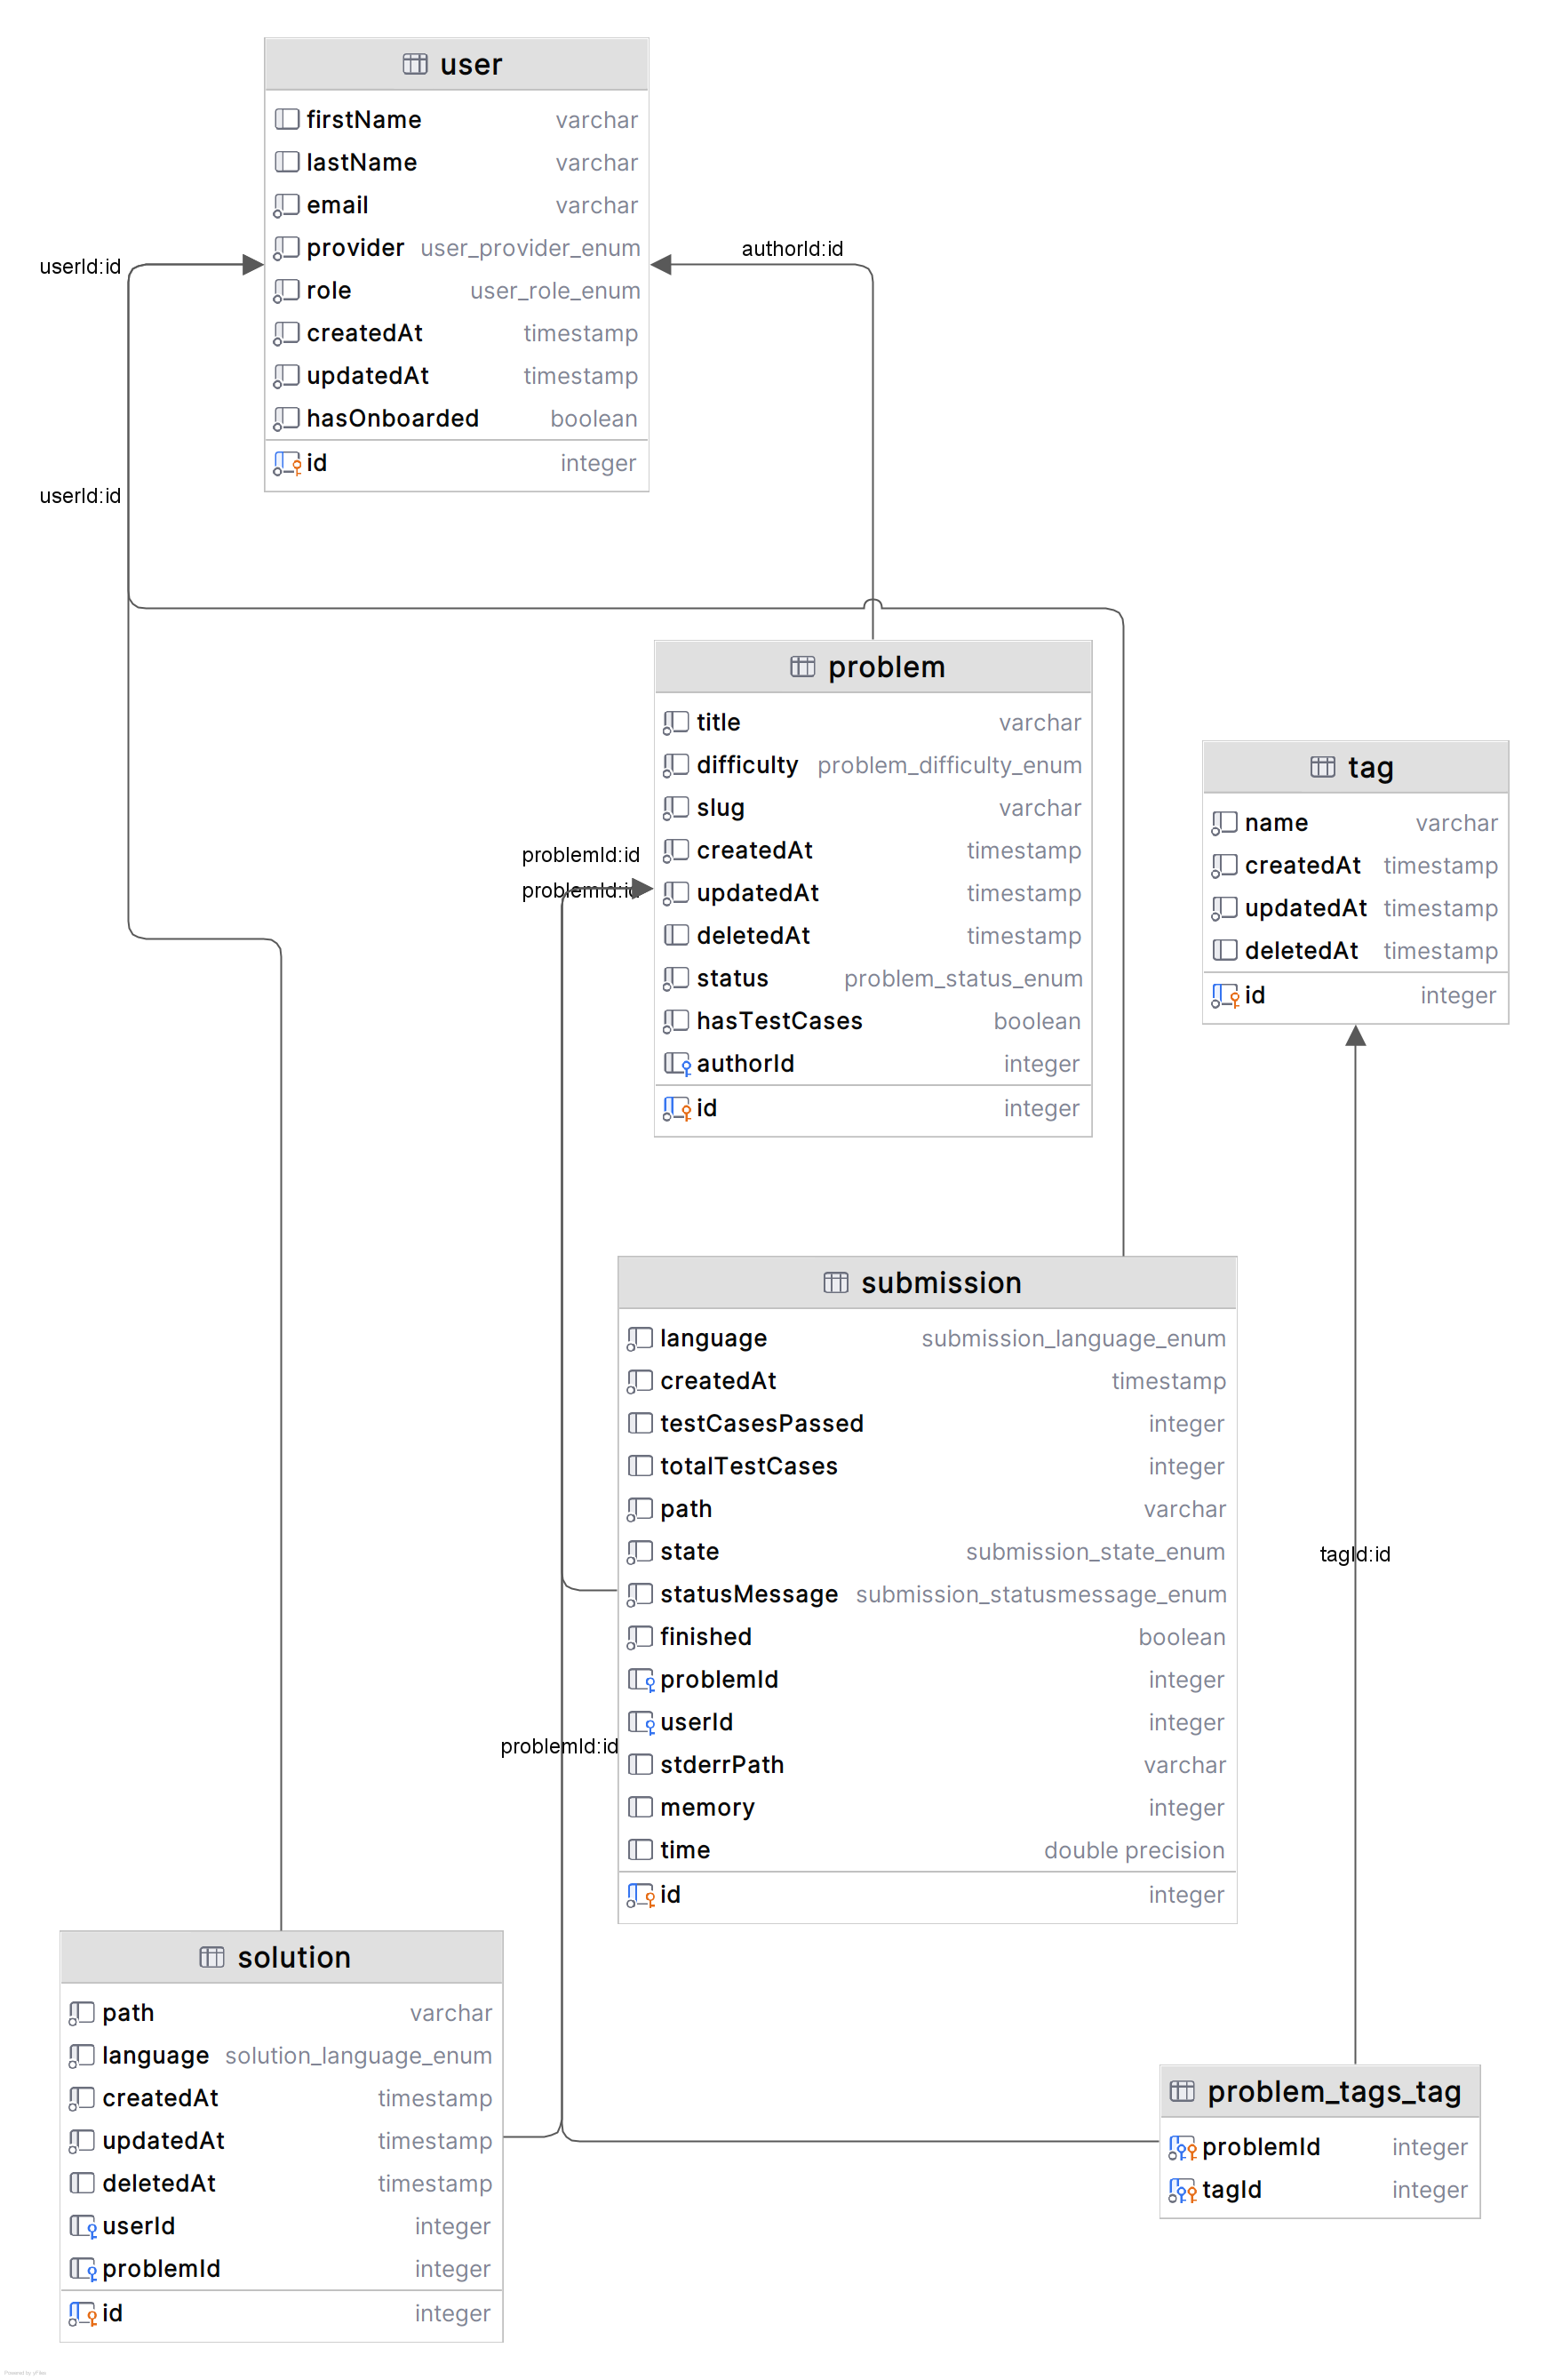 user
firstName varchar
lastName varchar
email varchar
provider user_provider_enum
role user_role_enum
createdAt timestamp
updatedAt timestamp
hasOnboarded boolean
id integer
userId:id
authorId:id
userId:id
problem
title varchar
difficulty problem_difficulty_enum
slug varchar
createdAt timestamp
updatedAt timestamp
deletedAt timestamp
status problem_status_enum
hasTestCases boolean
authorId integer
id integer
problemId:id
problemId:id
tag
name varchar
createdAt timestamp
updatedAt timestamp
deletedAt timestamp
id integer
submission
language submission_language_enum
createdAt timestamp
testCasesPassed integer
totalTestCases integer
path varchar
state submission_state_enum
statusMessage submission_statusmessage_enum
finished boolean
problemId integer
userId integer
stderrPath varchar
memory integer
time double precision
id integer
tagId:id
problemId:id
solution
path varchar
language solution_language_enum
createdAt timestamp
updatedAt timestamp
deletedAt timestamp
userId integer
problemId integer
id integer
problem_tags_tag
problemId integer
tagId integer
Powered by yFiles